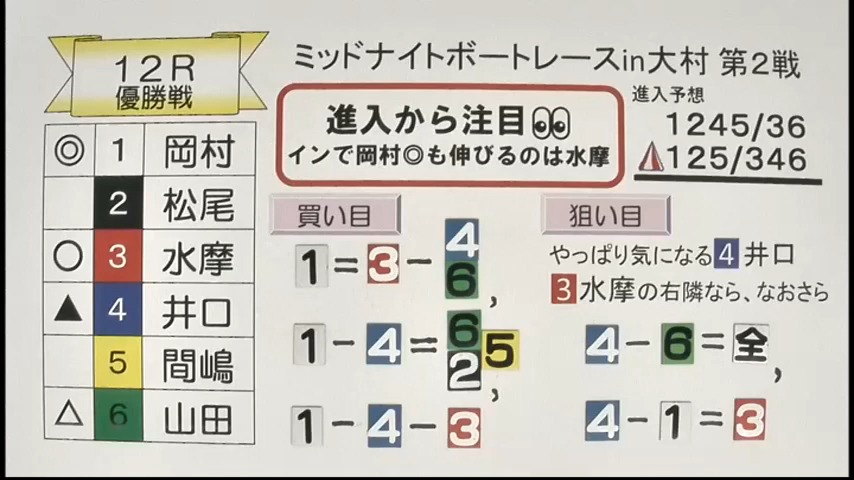 12R
優勝戦
ミッドナイトボートレースin大村 第2戦
進入から注目👀
インで岡村◎も伸びるのは水摩
進入予想
1245/36
125/346
◎ 1 岡村
2 松尾
○ 3 水摩
▲ 4 井口
5 間嶋
△ 6 山田
買い目
1=3-4
6,
1-4=6 5
2,
1-4-3
狙い目
やっぱり気になる4井口
3水摩の右隣なら、なおさら
4-6=全,
4-1=3